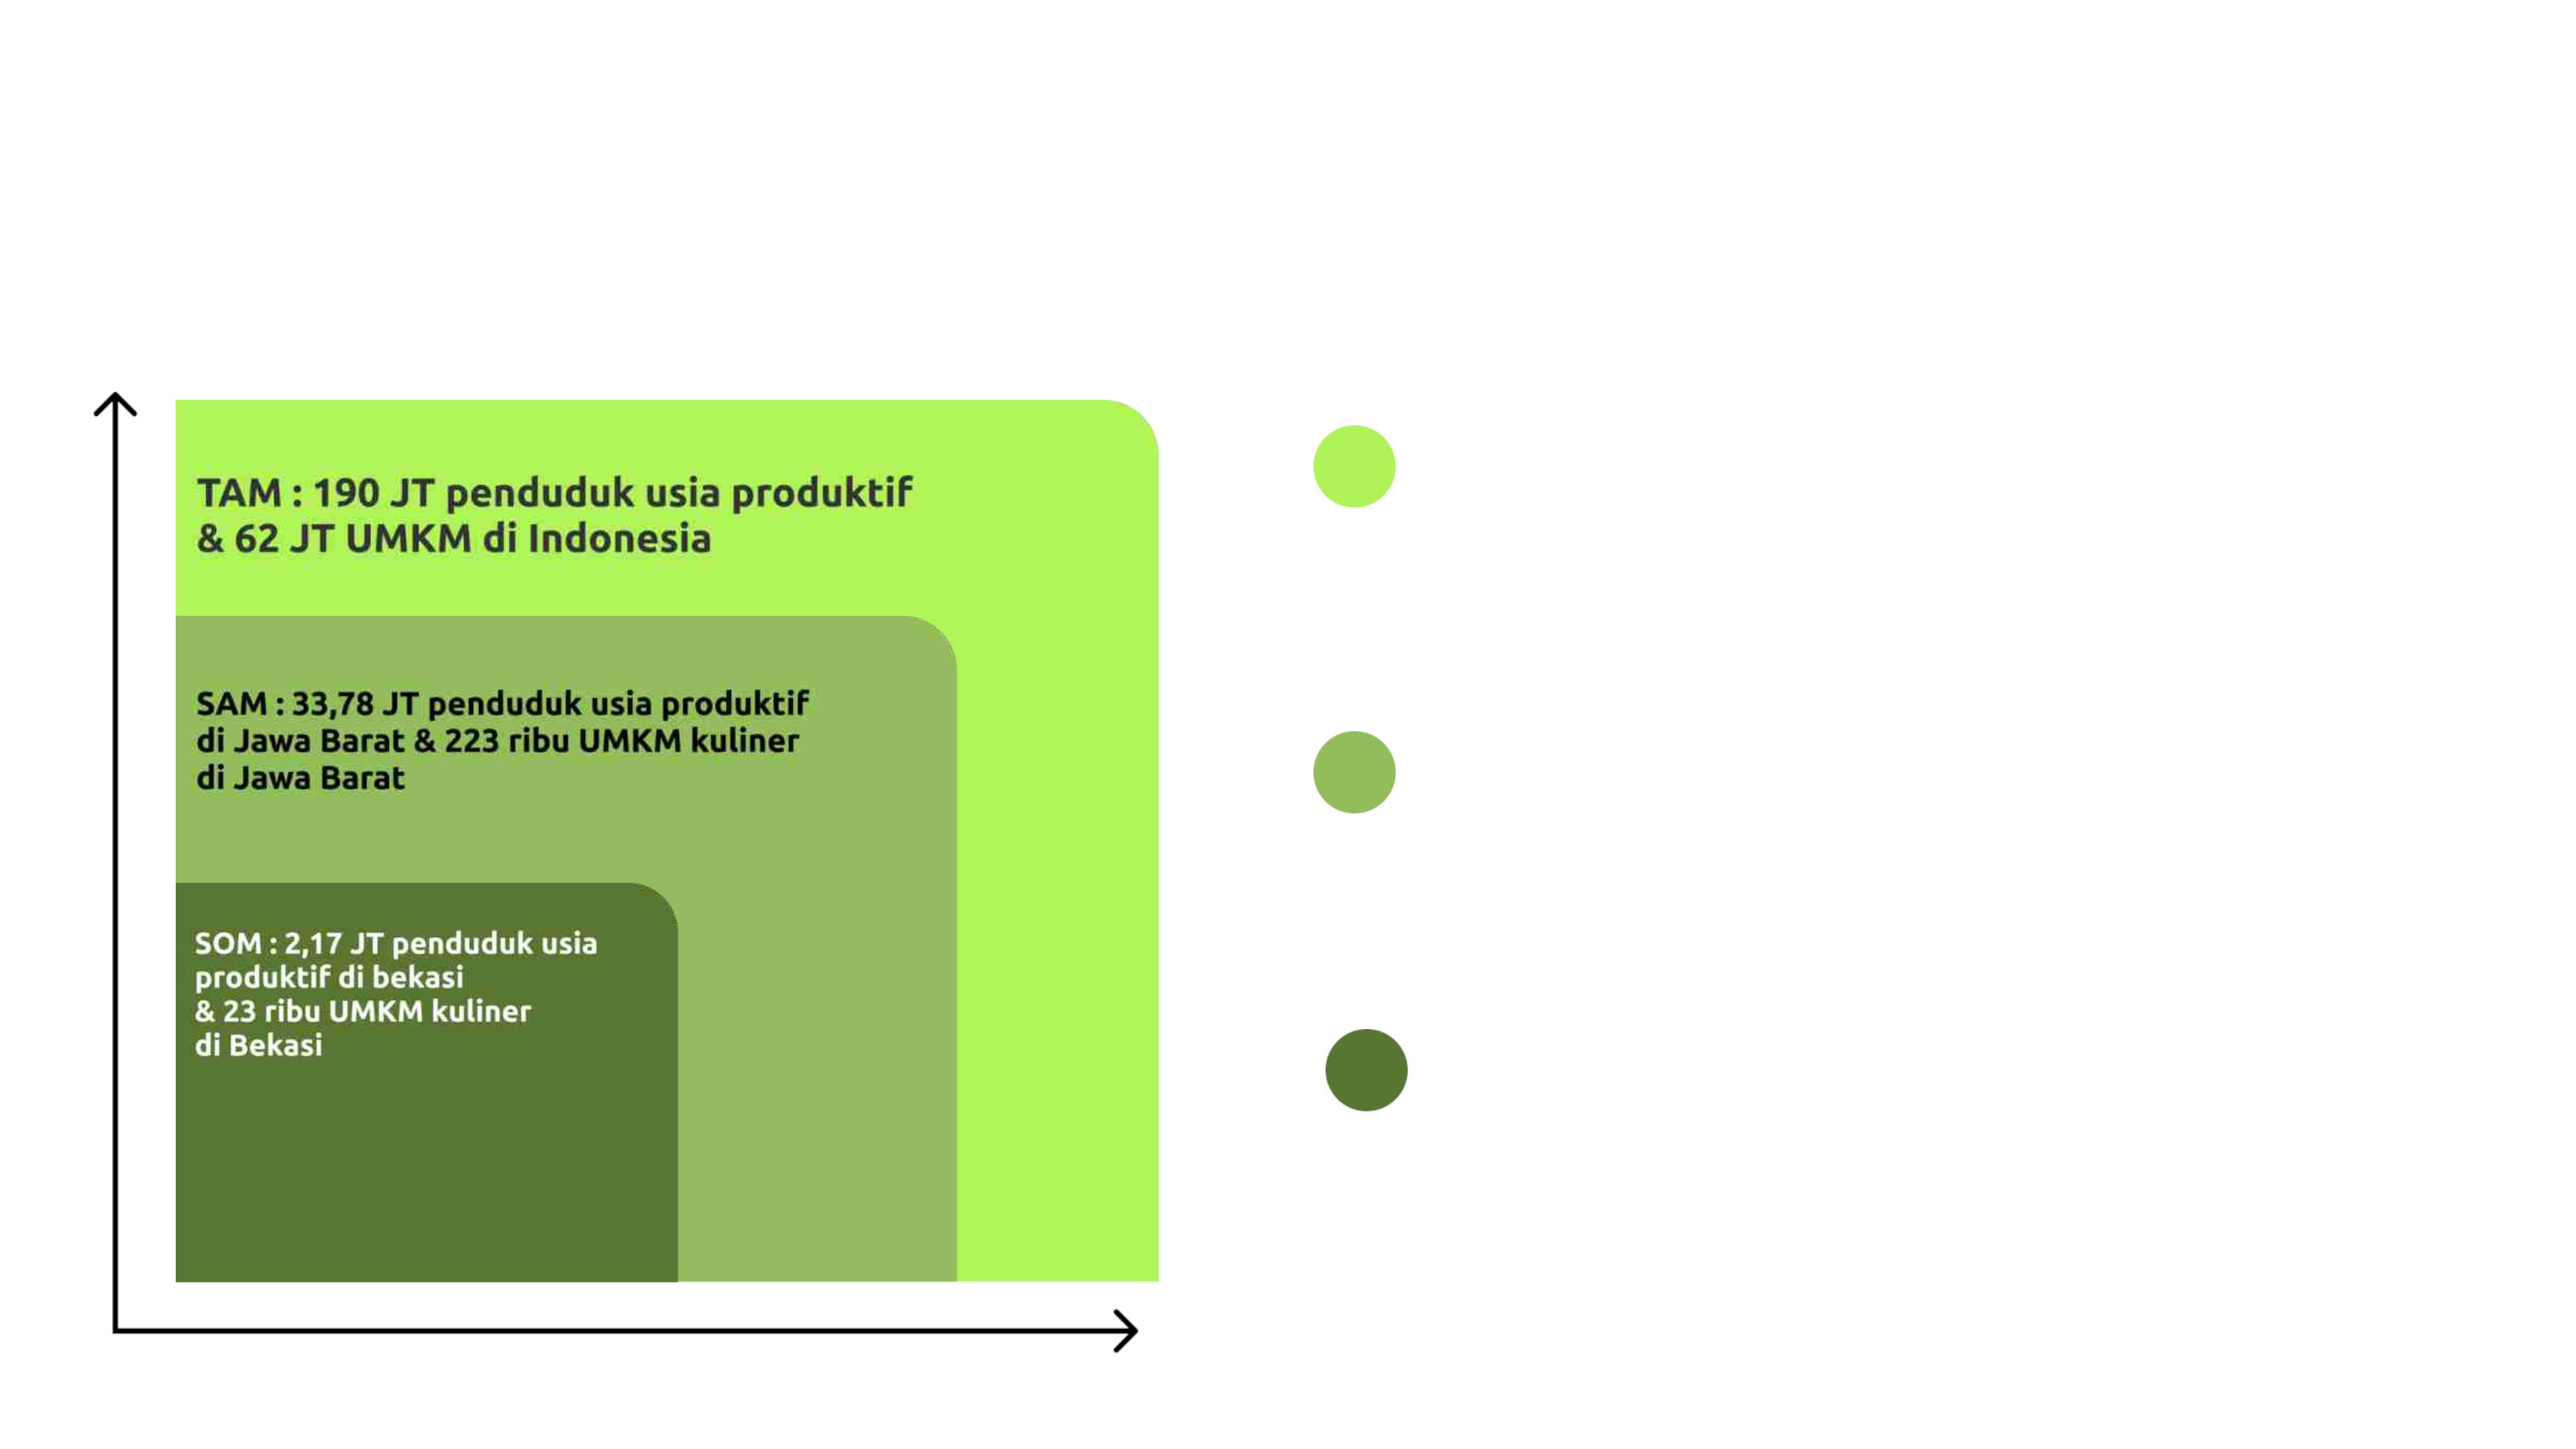 TAM : 190 JT penduduk usia produktif
& 62 JT UMKM di Indonesia
SAM : 33,78 JT penduduk usia produktif
di Jawa Barat & 223 ribu UMKM kuliner
di Jawa Barat
SOM : 2,17 JT penduduk usia
produktif di bekasi
& 23 ribu UMKM kuliner
di Bekasi